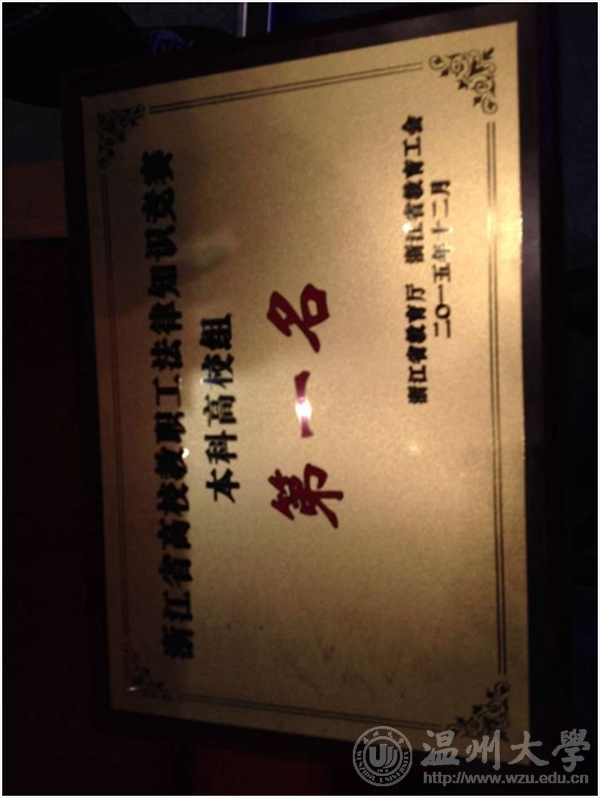 浙江省高校教职工法律知识竞赛
本科高校组
第一名
浙江省教育厅 浙江省教育工会
二〇一五年十二月
温州大學
http://www.wzu.edu.cn